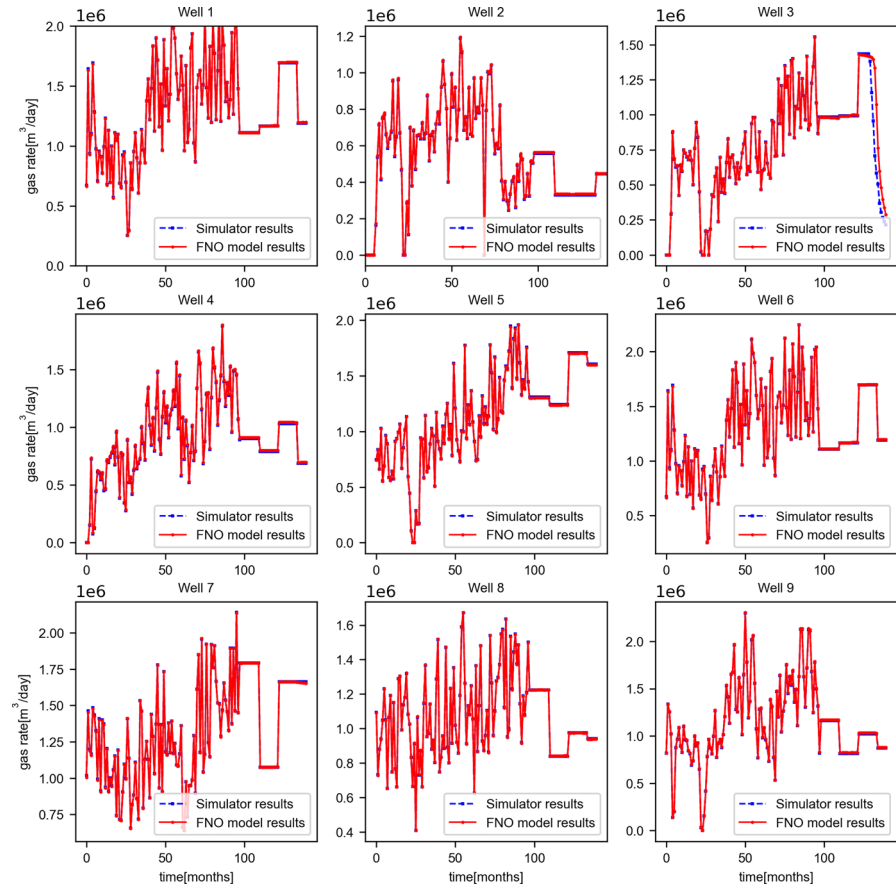 Well 1
Well 2
Well 3
1e6
1e6
1e6
2.0
1.5
1.0
0.5
0.0
1.2
1.0
0.8
0.6
0.4
0.2
0.0
1.50
1.25
1.00
0.75
0.50
0.25
0.00
gas rate[m³/day]
Simulator results
FNO model results
Simulator results
FNO model results
Simulator results
FNO model results
0
50
100
0
50
100
0
100
Well 4
Well 5
Well 6
1e6
1e6
1e6
1.5
1.0
0.5
0.0
2.0
1.5
1.0
0.5
0.0
2.0
1.5
1.0
0.5
gas rate[m³/day]
Simulator results
FNO model results
Simulator results
FNO model results
Simulator results
FNO model results
0
50
100
0
50
100
0
50
100
Well 7
Well 8
Well 9
1e6
1e6
1e6
2.00
1.75
1.50
1.25
1.00
0.75
1.6
1.4
1.2
1.0
0.8
0.6
0.4
2.0
1.5
1.0
0.5
0.0
gas rate[m³/day]
Simulator results
FNO model results
Simulator results
FNO model results
Simulator results
FNO model results
0
50
100
0
50
100
0
50
100
time[months]
time[months]
time[months]